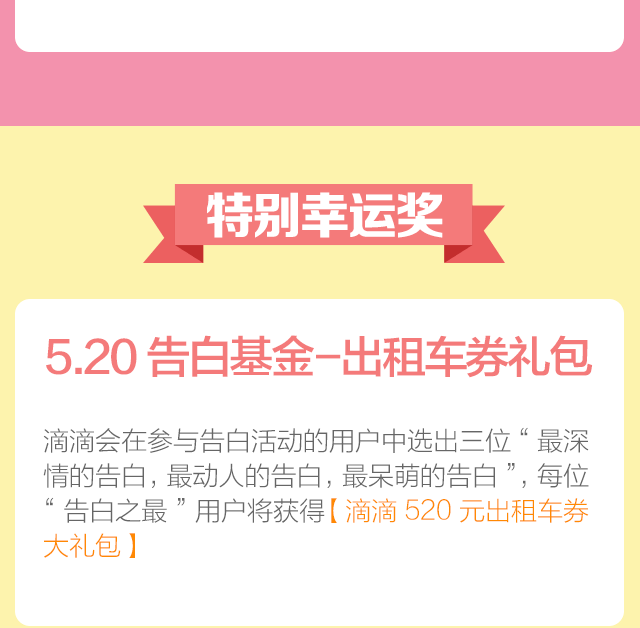 特别幸运奖
5.20 告白基金-出租车券礼包
滴滴会在参与告白活动的用户中选出三位“ 最深
情的告白, 最动人的告白, 最呆萌的告白 ”, 每位
“ 告白之最 ” 用户将获得【 滴滴 520 元出租车券
大礼包 】